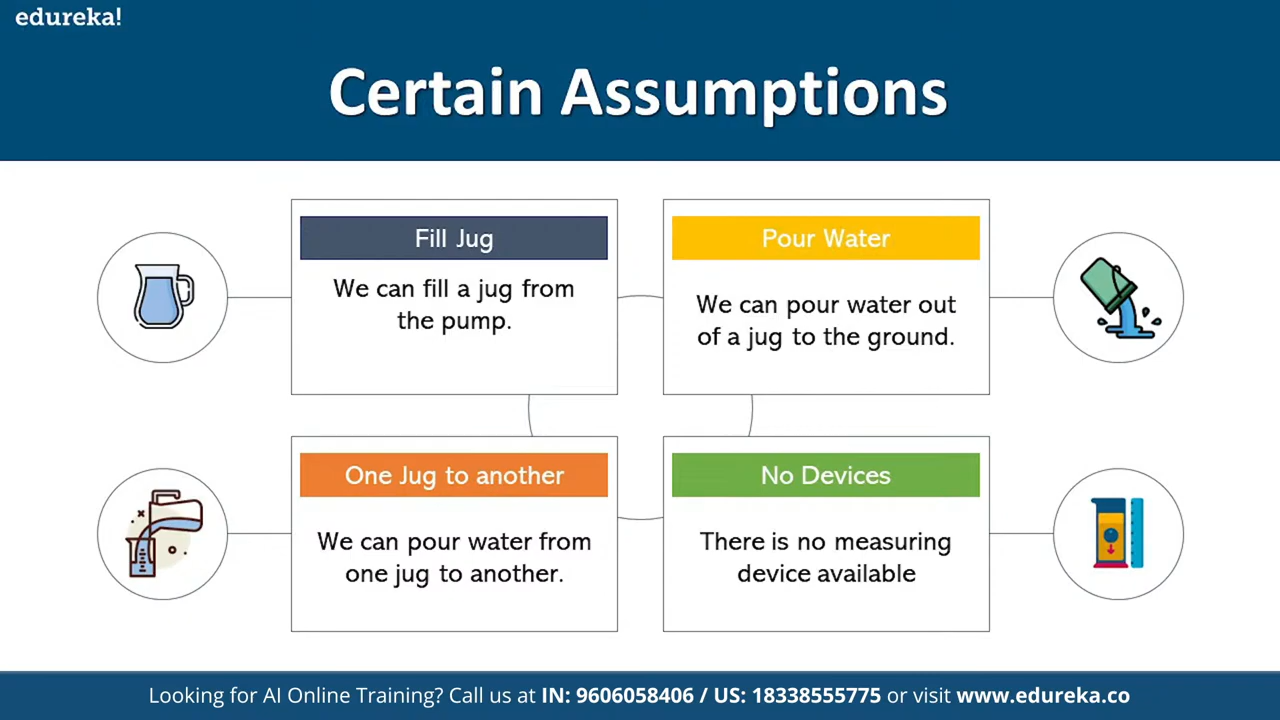 edureka!
Certain Assumptions
Fill Jug
We can fill a jug from
the pump.
Pour Water
We can pour water out
of a jug to the ground.
One Jug to another
We can pour water from
one jug to another.
No Devices
There is no measuring
device available
Looking for AI Online Training? Call us at IN: 9606058406 / US: 18338555775 or visit www.edureka.co